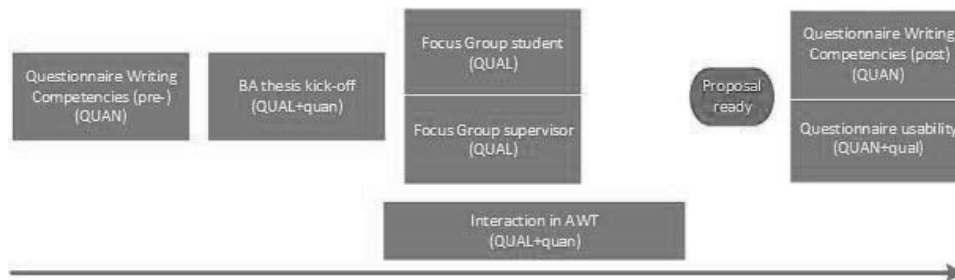 Questionnaire Writing
Competencies (pre-)
(QUAN)
BA thesis kick-off
(QUAL+quan)
Focus Group student
(QUAL)
Focus Group supervisor
(QUAL)
Interaction in AWT
(QUAL+quan)
Proposal
ready
Questionnaire Writing
Competencies (post)
(QUAN)
Questionnaire usability
(QUAN+qual)